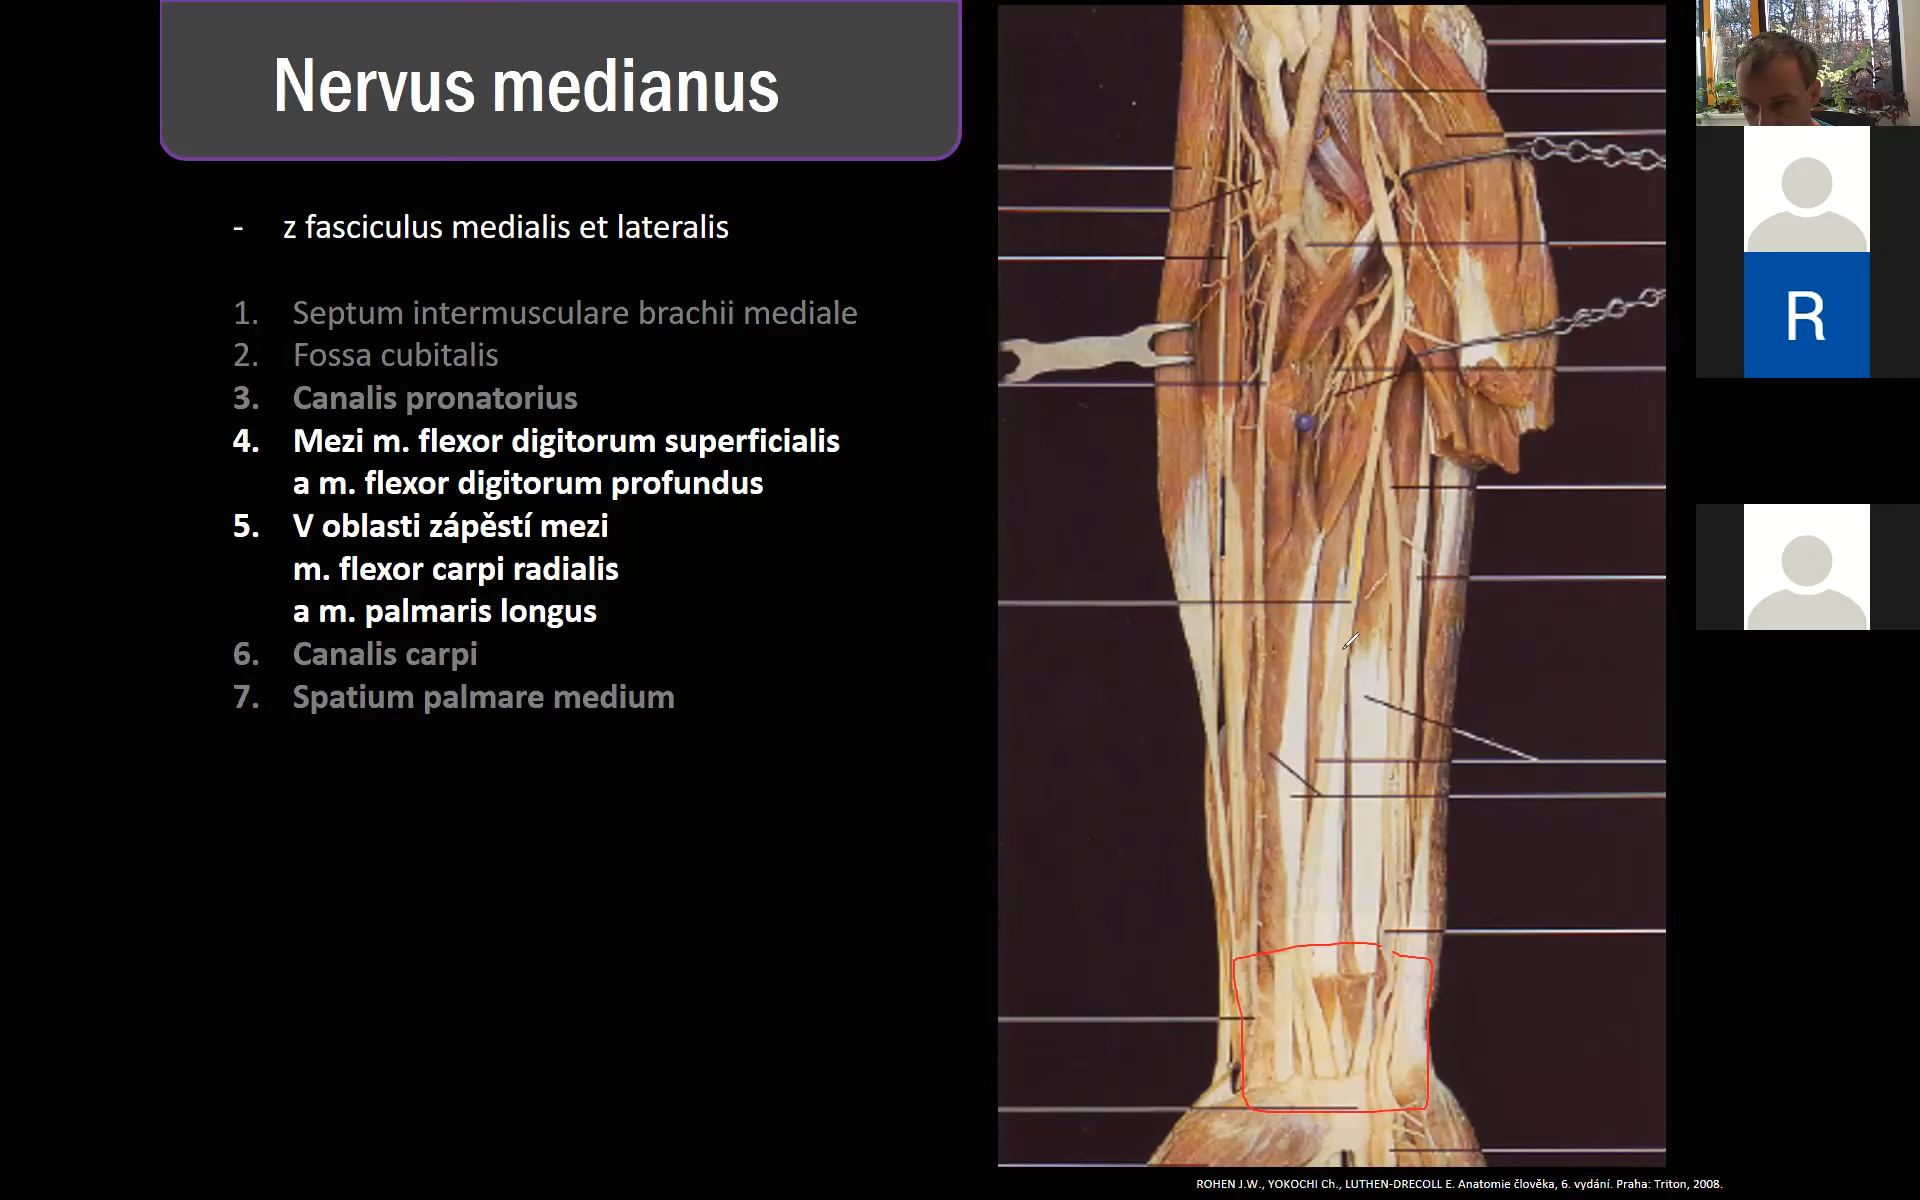 Nervus medianus
- z fasciculus medialis et lateralis
1. Septum intermusculare brachii mediale
2. Fossa cubitalis
3. Canalis pronatorius
4. Mezi m. flexor digitorum superficialis
a m. flexor digitorum profundus
5. V oblasti zápěstí mezi
m. flexor carpi radialis
a m. palmaris longus
6. Canalis carpi
7. Spatium palmare medium
R
ROHEN J.W., YOKOCHI Ch., LUTHEN-DRECOLL E. Anatomie člověka, 6. vydání. Praha: Triton, 2008.